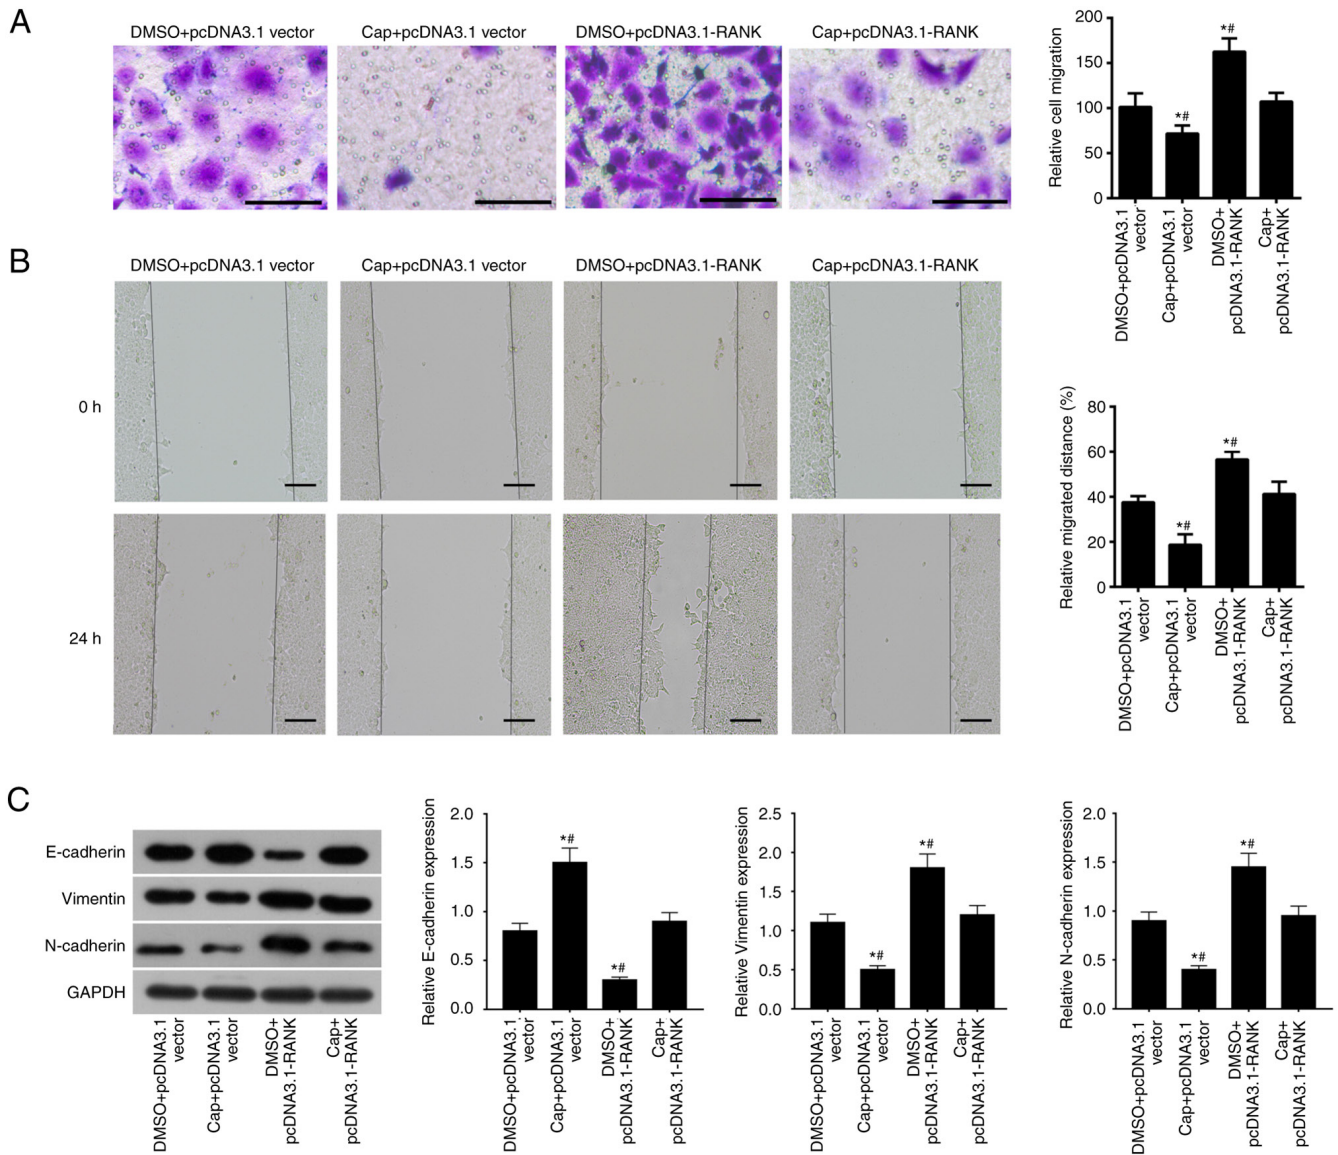 A
DMSO+pcDNA3.1 vector
Cap+pcDNA3.1 vector
DMSO+pcDNA3.1-RANK
Cap+pcDNA3.1-RANK
Relative cell migration
200
150
100
50
0
*#
*#
DMSO+pcDNA3.1
vector
Cap+pcDNA3.1
vector
DMSO+
pcDNA3.1-RANK
Cap+
pcDNA3.1-RANK
B
DMSO+pcDNA3.1 vector
Cap+pcDNA3.1 vector
DMSO+pcDNA3.1-RANK
Cap+pcDNA3.1-RANK
0 h
24 h
Relative migrated distance (%)
80
60
40
20
0
*#
*#
DMSO+pcDNA3.1
vector
Cap+pcDNA3.1
vector
DMSO+
pcDNA3.1-RANK
Cap+
pcDNA3.1-RANK
C
E-cadherin
Vimentin
N-cadherin
GAPDH
DMSO+pcDNA3.1
vector
Cap+pcDNA3.1
vector
DMSO+
pcDNA3.1-RANK
Cap+
pcDNA3.1-RANK
Relative E-cadherin expression
2.0
1.5
1.0
0.5
0.0
*#
*#
DMSO+pcDNA3.1
vector
Cap+pcDNA3.1
vector
DMSO+
pcDNA3.1-RANK
Cap+
pcDNA3.1-RANK
Relative Vimentin expression
2.5
2.0
1.5
1.0
0.5
0.0
*#
*#
DMSO+pcDNA3.1
vector
Cap+pcDNA3.1
vector
DMSO+
pcDNA3.1-RANK
Cap+
pcDNA3.1-RANK
Relative N-cadherin expression
2.0
1.5
1.0
0.5
0.0
*#
*#
DMSO+pcDNA3.1
vector
Cap+pcDNA3.1
vector
DMSO+
pcDNA3.1-RANK
Cap+
pcDNA3.1-RANK